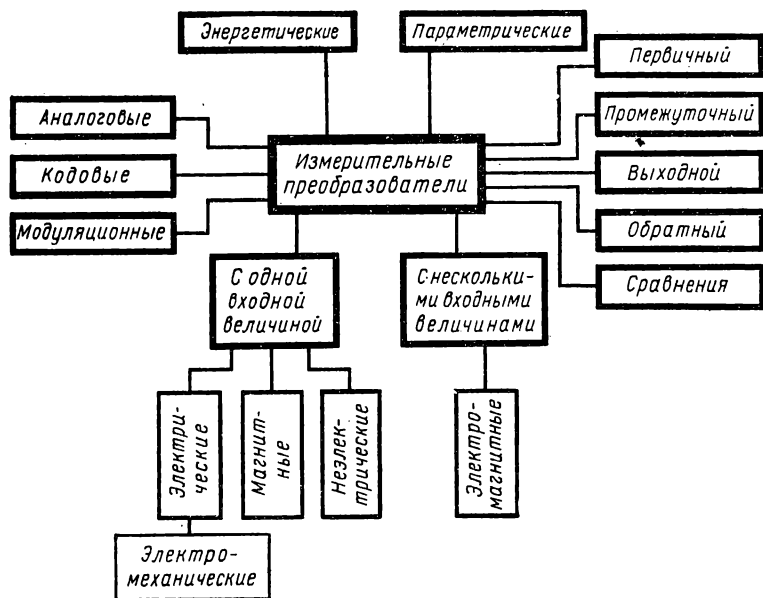 Энергетические
Параметрические
Первичный
Аналоговые
Промежуточный
Измерительные
преобразователи
Кодовые
Выходной
Модуляционные
Обратный
С одной
входной
величиной
С нескольки-
ми входными
величинами
Сравнения
Электри-
ческие
Магнит-
ные
Неэлек-
трические
Электро-
магнитные
Электро-
механические